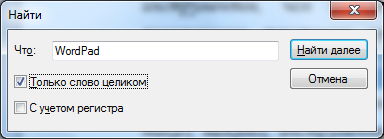 Найти
Что: WordPad
Найти далее
Только слово целиком
Отмена
С учетом регистра